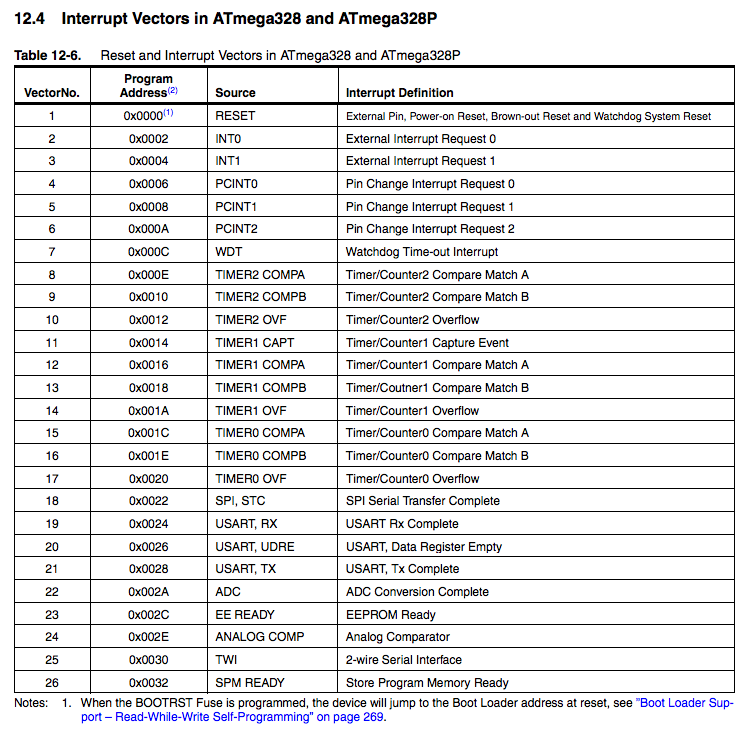 12.4 Interrupt Vectors in ATmega328 and ATmega328P
Table 12-6. Reset and Interrupt Vectors in ATmega328 and ATmega328P
VectorNo. Program Address(2) Source Interrupt Definition
1 0x0000(1) RESET External Pin, Power-on Reset, Brown-out Reset and Watchdog System Reset
2 0x0002 INT0 External Interrupt Request 0
3 0x0004 INT1 External Interrupt Request 1
4 0x0006 PCINT0 Pin Change Interrupt Request 0
5 0x0008 PCINT1 Pin Change Interrupt Request 1
6 0x000A PCINT2 Pin Change Interrupt Request 2
7 0x000C WDT Watchdog Time-out Interrupt
8 0x000E TIMER2 COMPA Timer/Counter2 Compare Match A
9 0x0010 TIMER2 COMPB Timer/Counter2 Compare Match B
10 0x0012 TIMER2 OVF Timer/Counter2 Overflow
11 0x0014 TIMER1 CAPT Timer/Counter1 Capture Event
12 0x0016 TIMER1 COMPA Timer/Counter1 Compare Match A
13 0x0018 TIMER1 COMPB Timer/Coutner1 Compare Match B
14 0x001A TIMER1 OVF Timer/Counter1 Overflow
15 0x001C TIMER0 COMPA Timer/Counter0 Compare Match A
16 0x001E TIMER0 COMPB Timer/Counter0 Compare Match B
17 0x0020 TIMER0 OVF Timer/Counter0 Overflow
18 0x0022 SPI, STC SPI Serial Transfer Complete
19 0x0024 USART, RX USART Rx Complete
20 0x0026 USART, UDRE USART, Data Register Empty
21 0x0028 USART, TX USART, Tx Complete
22 0x002A ADC ADC Conversion Complete
23 0x002C EE READY EEPROM Ready
24 0x002E ANALOG COMP Analog Comparator
25 0x0030 TWI 2-wire Serial Interface
26 0x0032 SPM READY Store Program Memory Ready
Notes: 1. When the BOOTRST Fuse is programmed, the device will jump to the Boot Loader address at reset, see "Boot Loader Sup-
port – Read-While-Write Self-Programming" on page 269.